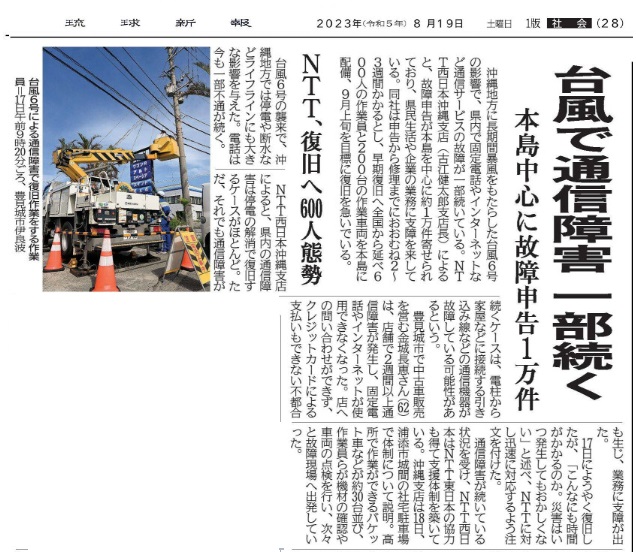 琉球新報 2023年(令和5年) 8月19日 土曜日 1版 社会 (28)
台風で通信障害 一部続く
本島中心に故障申告1万件
沖縄地方に長期間暴風をもたらした台風6号
の影響で、県内で固定電話やインターネットな
ど通信サービスの故障が一部続いている。NT
T西日本沖縄支店(古江健太郎支店長)による
と、故障申告が本島を中心に約1万件寄せられ
ており、県民生活や企業の業務に支障を来して
いる。同社は申告から修理までにおおむね2~
3週間かかるとし、早期復旧へ全国から延べ6
00人の作業員と200台の作業車両を本島に
配備、9月上旬を目標に復旧を急いでいる。
NTT、復旧へ600人態勢
台風6号の襲来で、沖
縄地方では停電や断水な
どライフラインにも大き
な影響を与えた。電話は
今も一部不通が続く。
NTT西日本沖縄支店
によると、県内の通信障
害は停電の解消で復旧す
るケースがほとんど。た
だ、それでも通信障害が
続くケースは、電柱から
家屋などに接続する引き
込み線などの通信機器が
故障している可能性があ
るという。
豊見城市で中古車販売
を営む金城長恵さん(62)
は、店舗で2週間以上通
信障害が発生し、固定電
話やインターネットが使
用できなくなった。店へ
の問い合わせができず、
クレジットカードによる
支払いもできない不都合
も生じ、業務に支障が出
た。
17日にようやく復旧し
たが、「こんなにも時間
がかかるのか。災害はい
つ発生してもおかしくな
い」と述べ、NTTに対
し迅速に対応するよう注
文を付けた。
通信障害が続いている
状況を受け、NTT西日
本はNTT東日本の協力
も得て支援体制を築いて
いる。沖縄支店は18日、
浦添市城間の社宅駐車場
で体制について説明。高
所で作業ができるバケッ
ト車などが約30台並び、
作業員らが機材の確認や
車両の点検を行い、次々
と故障現場へ出発してい
った。
台風6号による通信障害で復旧作業をする作業
員=17日午前9時20分ごろ、豊見城市伊良波